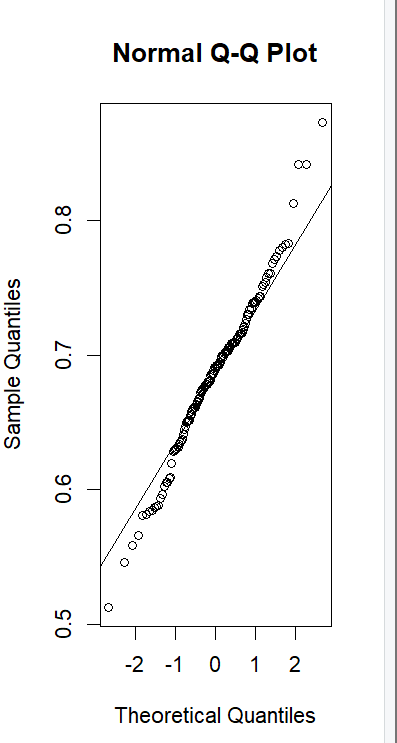 Normal Q-Q Plot
Sample Quantiles
0.8
0.7
0.6
0.5
-2 -1 0 1 2
Theoretical Quantiles